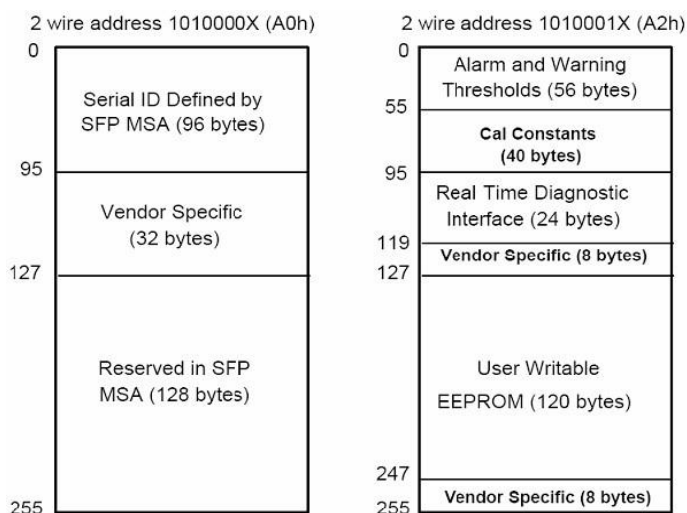 2 wire address 1010000X (A0h)
0
Serial ID Defined by
SFP MSA (96 bytes)
95
Vendor Specific
(32 bytes)
127
Reserved in SFP
MSA (128 bytes)
255
2 wire address 1010001X (A2h)
0
Alarm and Warning
Thresholds (56 bytes)
55
Cal Constants
(40 bytes)
95
Real Time Diagnostic
Interface (24 bytes)
119
Vendor Specific (8 bytes)
127
User Writable
EEPROM (120 bytes)
247
Vendor Specific (8 bytes)
255